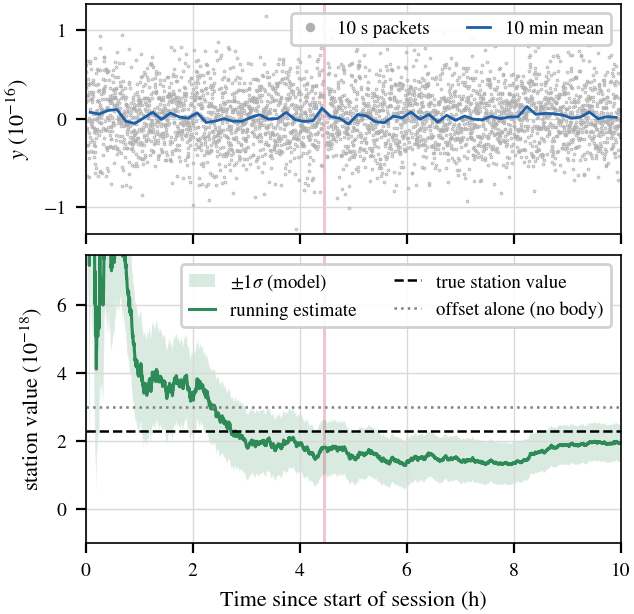 1
0
−1
y (10⁻¹⁶)
10 s packets
10 min mean
6
4
2
0
station value (10⁻¹⁸)
±1σ (model)
running estimate
true station value
offset alone (no body)
0 2 4 6 8 10
Time since start of session (h)